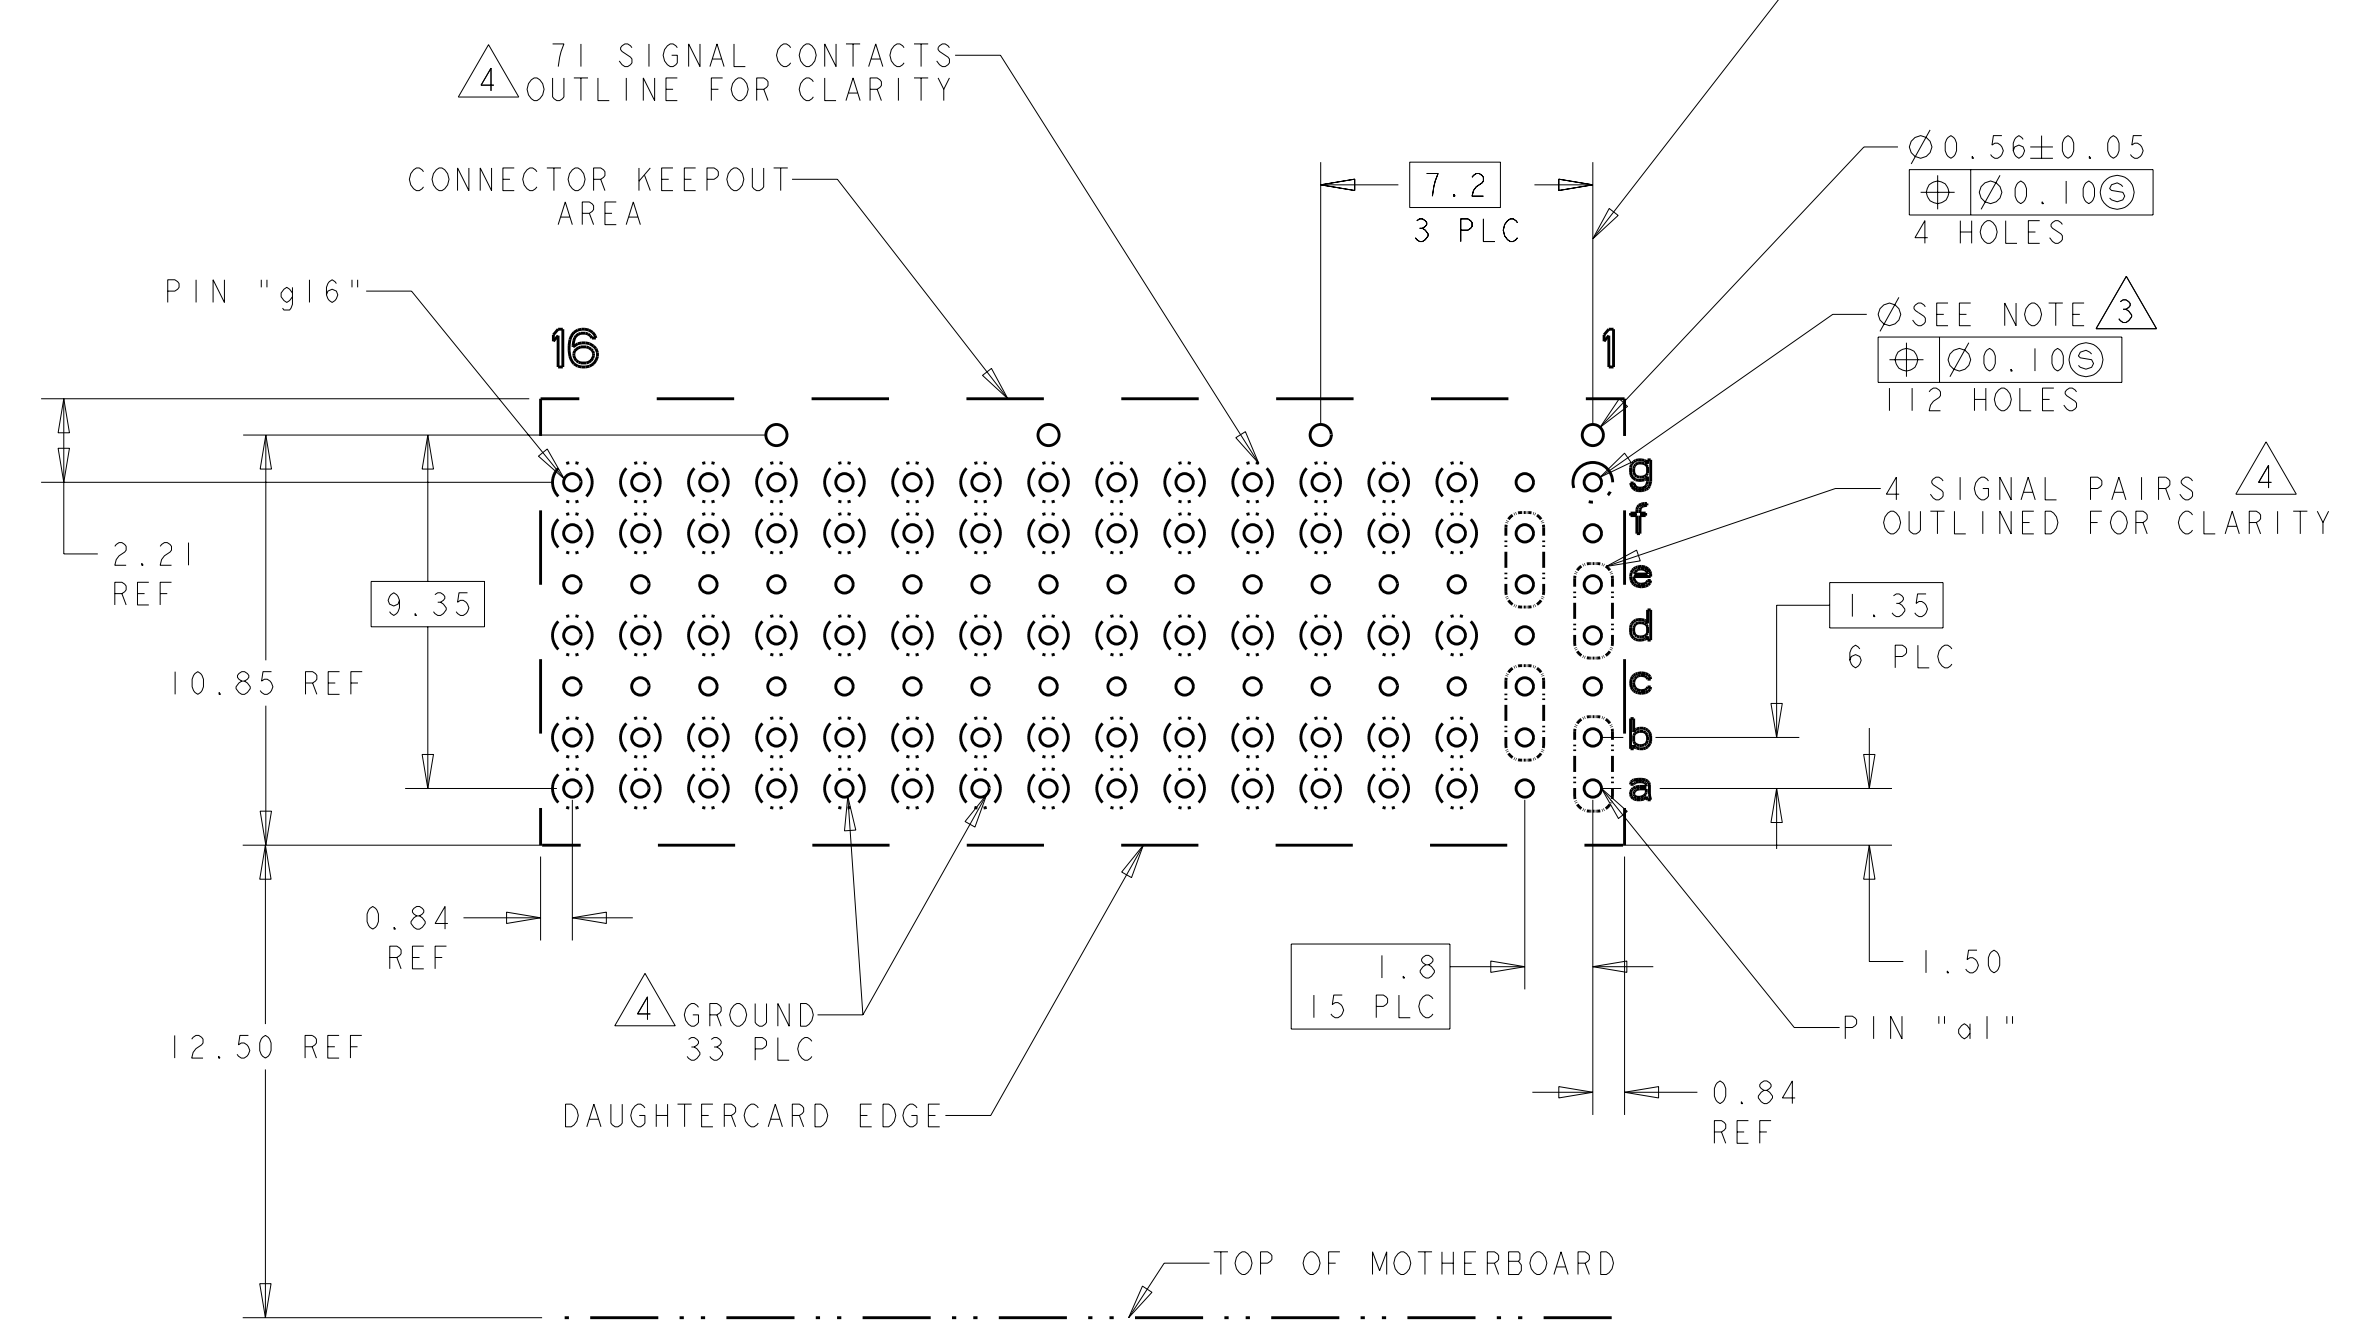 71 SIGNAL CONTACTS
4 OUTLINE FOR CLARITY
CONNECTOR KEEPOUT
AREA
7.2
3 PLC
Ø0.56±0.05
⌖ Ø0.10Ⓢ
4 HOLES
PIN "g16"
ØSEE NOTE 3
⌖ Ø0.10Ⓢ
112 HOLES
16
1
g
f
e
d
c
b
a
4 SIGNAL PAIRS 4
OUTLINED FOR CLARITY
2.21
REF
9.35
1.35
6 PLC
10.85 REF
0.84
REF
1.8
15 PLC
1.50
4 GROUND
33 PLC
PIN "a1"
12.50 REF
DAUGHTERCARD EDGE
0.84
REF
TOP OF MOTHERBOARD